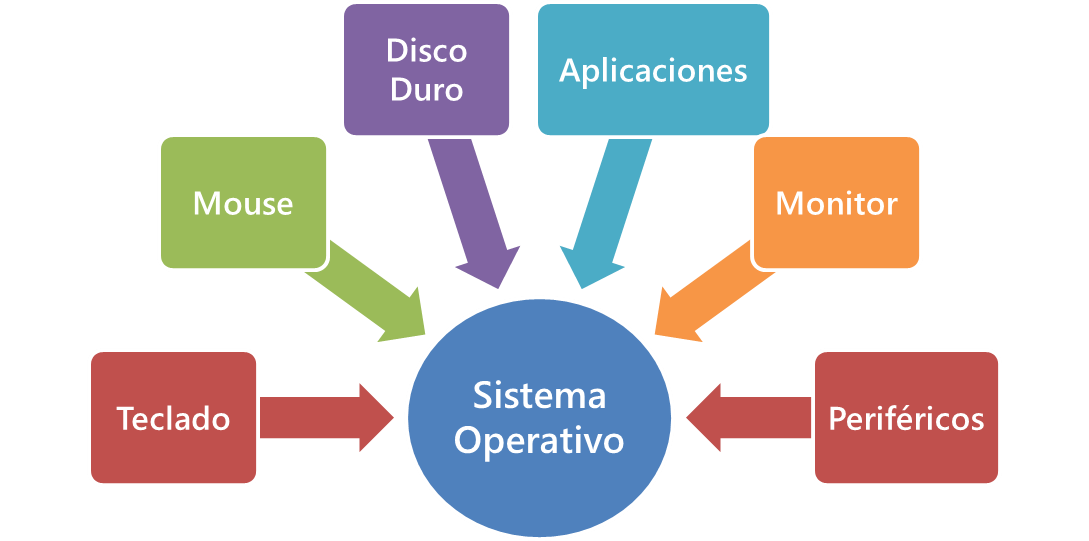 Disco
Duro
Aplicaciones
Mouse
Monitor
Teclado
Sistema
Operativo
Periféricos